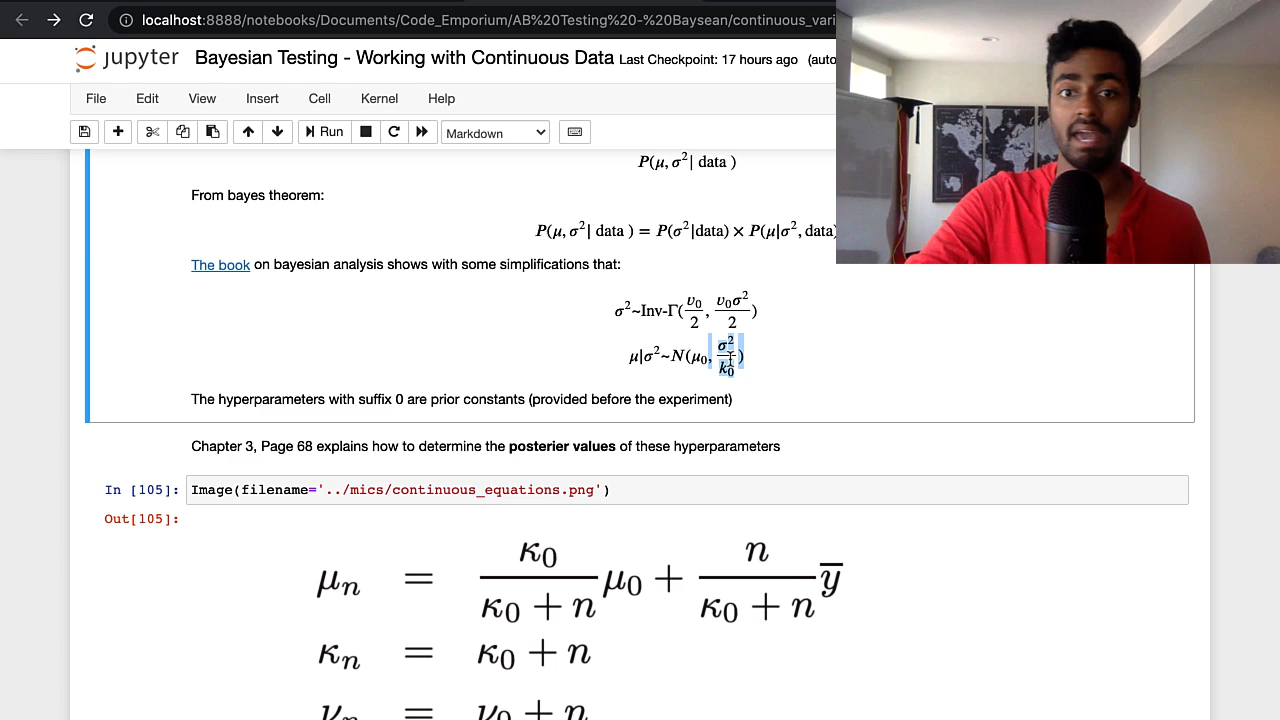 localhost:8888/notebooks/Documents/Code_Emporium/AB%20Testing%20-%20Baysean/continuous_vari
jupyter Bayesian Testing - Working with Continuous Data Last Checkpoint: 17 hours ago (auto
File Edit View Insert Cell Kernel Help
Run Markdown
P(μ, σ²| data )
From bayes theorem:
P(μ, σ²| data ) = P(σ²|data) × P(μ|σ², data)
The book on bayesian analysis shows with some simplifications that:
σ²~Inv-Γ(υ₀/2, υ₀σ²/2)
μ|σ²~N(μ₀, σ²/k₀)
The hyperparameters with suffix 0 are prior constants (provided before the experiment)
Chapter 3, Page 68 explains how to determine the posterier values of these hyperparameters
In [105]: Image(filename='../mics/continuous_equations.png')
Out[105]:
μₙ = κ₀/(κ₀ + n) μ₀ + n/(κ₀ + n) ȳ
κₙ = κ₀ + n
νₙ = ν₀ + n